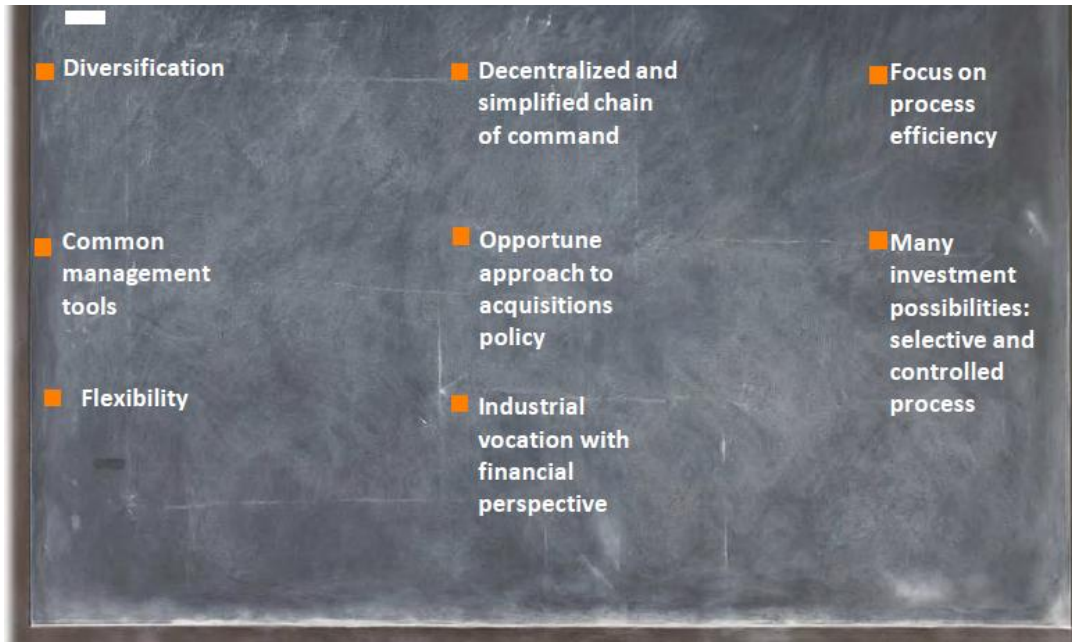 Diversification
Decentralized and
simplified chain
of command
Focus on
process
efficiency
Common
management
tools
Opportune
approach to
acquisitions
policy
Many
investment
possibilities:
selective and
controlled
process
Flexibility
Industrial
vocation with
financial
perspective